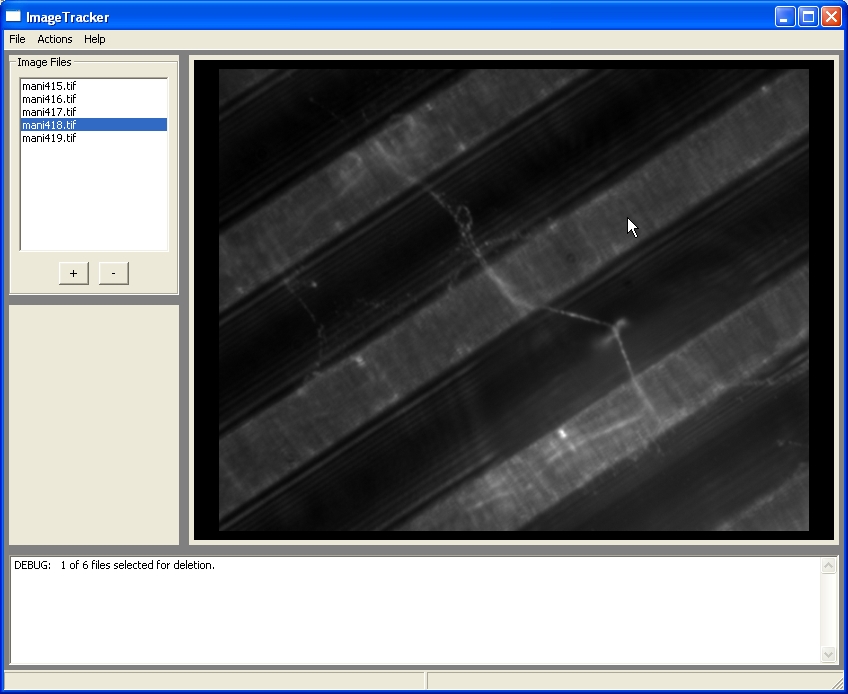 ImageTracker
File Actions Help
Image Files
mani415.tif
mani416.tif
mani417.tif
mani418.tif
mani419.tif
+ -
DEBUG: 1 of 6 files selected for deletion.